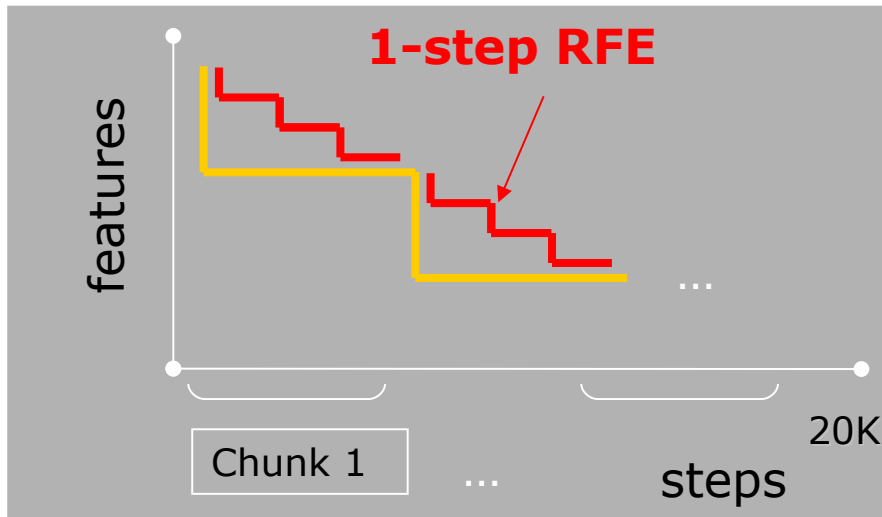 1-step RFE
features
...
20K
Chunk 1
...
steps